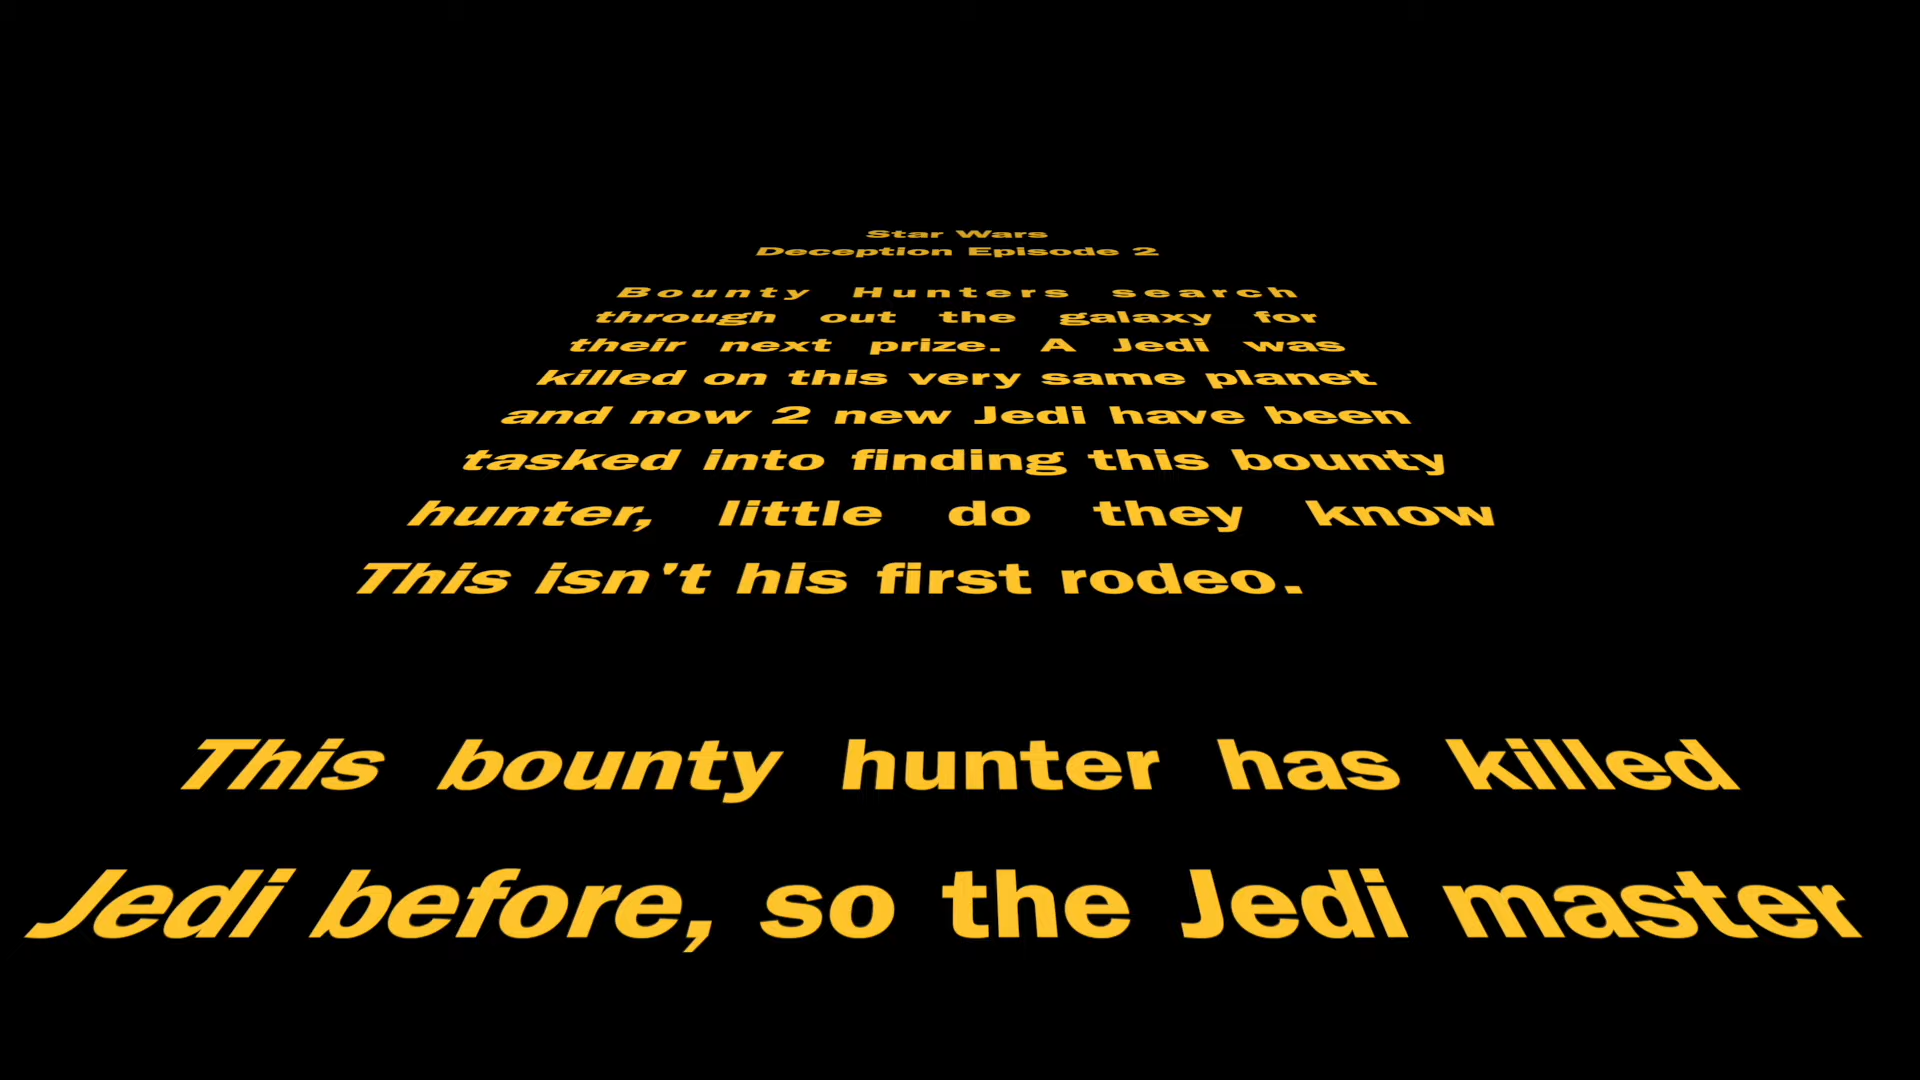 Star Wars
Deception Episode 2
Bounty Hunters search
through out the galaxy for
their next prize. A Jedi was
killed on this very same planet
and now 2 new Jedi have been
tasked into finding this bounty
hunter, little do they know
This isn't his first rodeo.
This bounty hunter has killed
Jedi before, so the Jedi master